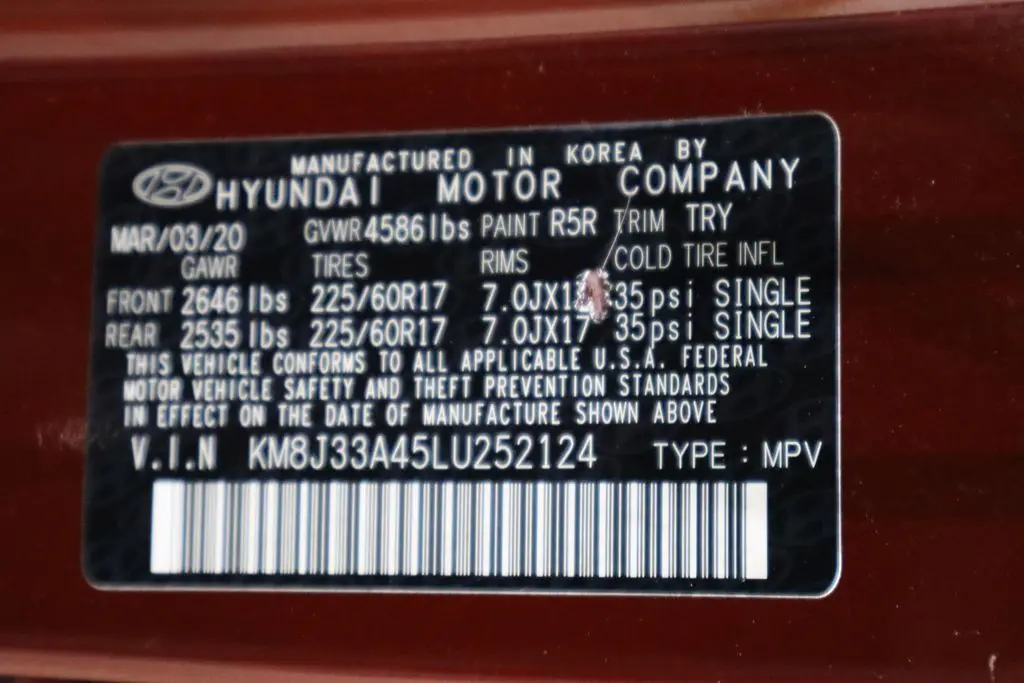 MANUFACTURED IN KOREA BY
HYUNDAI MOTOR COMPANY
MAR/03/20 GVWR 4586lbs PAINT R5R TRIM TRY
GAWR TIRES RIMS COLD TIRE INFL
FRONT 2646 lbs 225/60R17 35psi SINGLE
REAR 2535 lbs 225/60R17 7.0JX17 35psi SINGLE
THIS VEHICLE CONFORMS TO ALL APPLICABLE U.S.A. FEDERAL
MOTOR VEHICLE SAFETY AND THEFT PREVENTION STANDARDS
IN EFFECT ON THE DATE OF MANUFACTURE SHOWN ABOVE
V.I.N KM8J33A45LU252124 TYPE : MPV